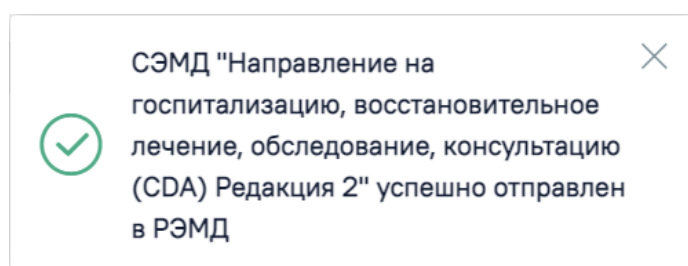 СЭМД "Направление на
госпитализацию, восстановительное
лечение, обследование, консультацию
(CDA) Редакция 2" успешно отправлен
в РЭМД